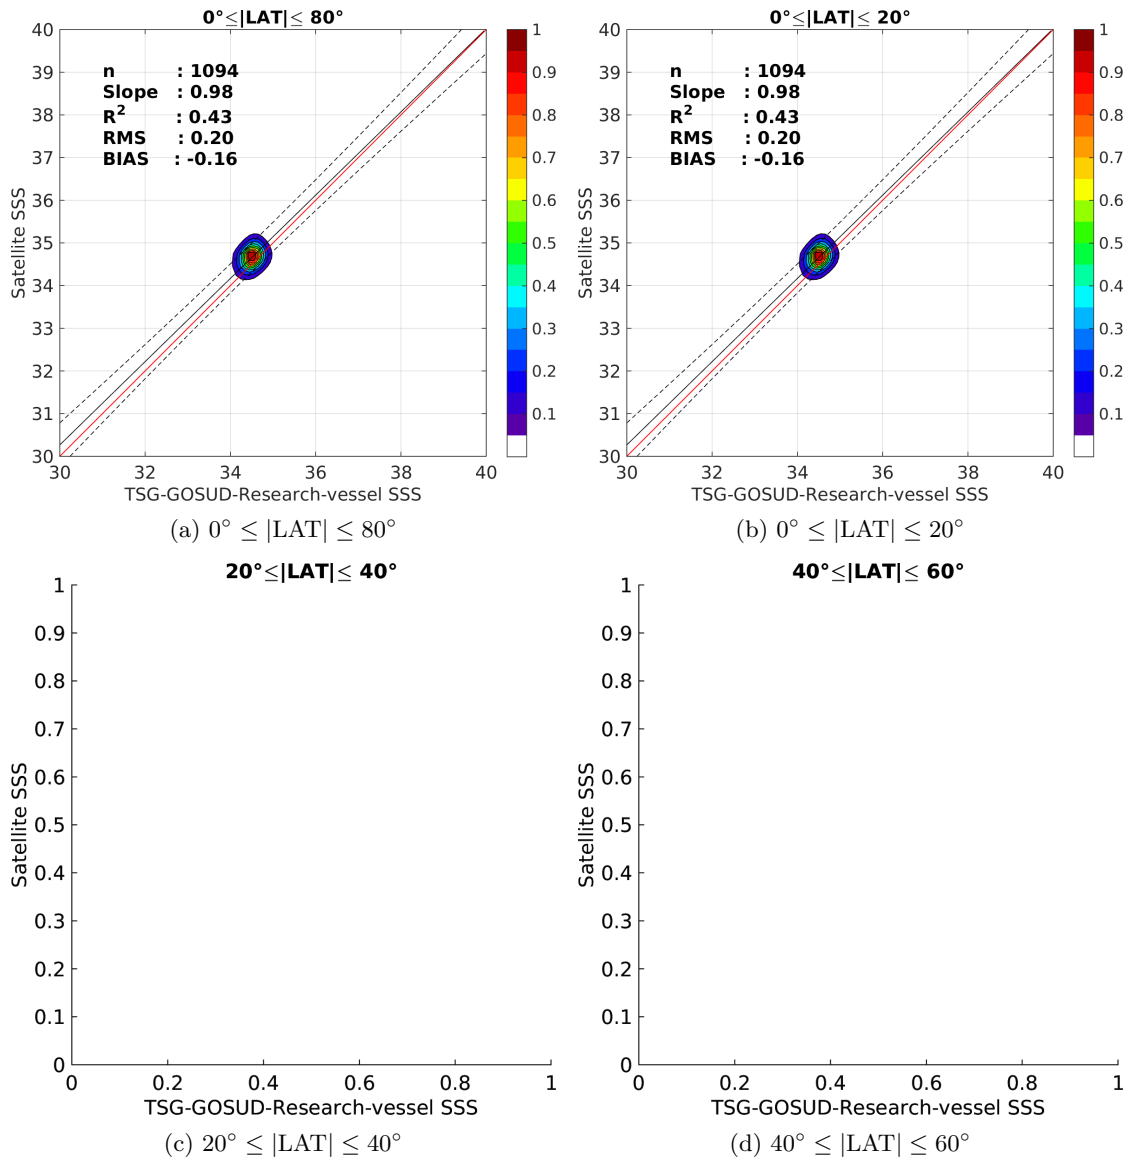 0°≤|LAT|≤ 80°
40
39
38
37
36
35
34
33
32
31
30
Satellite SSS
n : 1094
Slope : 0.98
R2 : 0.43
RMS : 0.20
BIAS : -0.16
30 32 34 36 38 40
TSG-GOSUD-Research-vessel SSS
1
0.9
0.8
0.7
0.6
0.5
0.4
0.3
0.2
0.1
(a) 0° ≤ |LAT| ≤ 80°
0°≤|LAT|≤ 20°
40
39
38
37
36
35
34
33
32
31
30
Satellite SSS
n : 1094
Slope : 0.98
R2 : 0.43
RMS : 0.20
BIAS : -0.16
30 32 34 36 38 40
TSG-GOSUD-Research-vessel SSS
1
0.9
0.8
0.7
0.6
0.5
0.4
0.3
0.2
0.1
(b) 0° ≤ |LAT| ≤ 20°
20°≤|LAT|≤ 40°
1
0.9
0.8
0.7
0.6
0.5
0.4
0.3
0.2
0.1
0
Satellite SSS
0 0.2 0.4 0.6 0.8 1
TSG-GOSUD-Research-vessel SSS
(c) 20° ≤ |LAT| ≤ 40°
40°≤|LAT|≤ 60°
1
0.9
0.8
0.7
0.6
0.5
0.4
0.3
0.2
0.1
0
Satellite SSS
0 0.2 0.4 0.6 0.8 1
TSG-GOSUD-Research-vessel SSS
(d) 40° ≤ |LAT| ≤ 60°